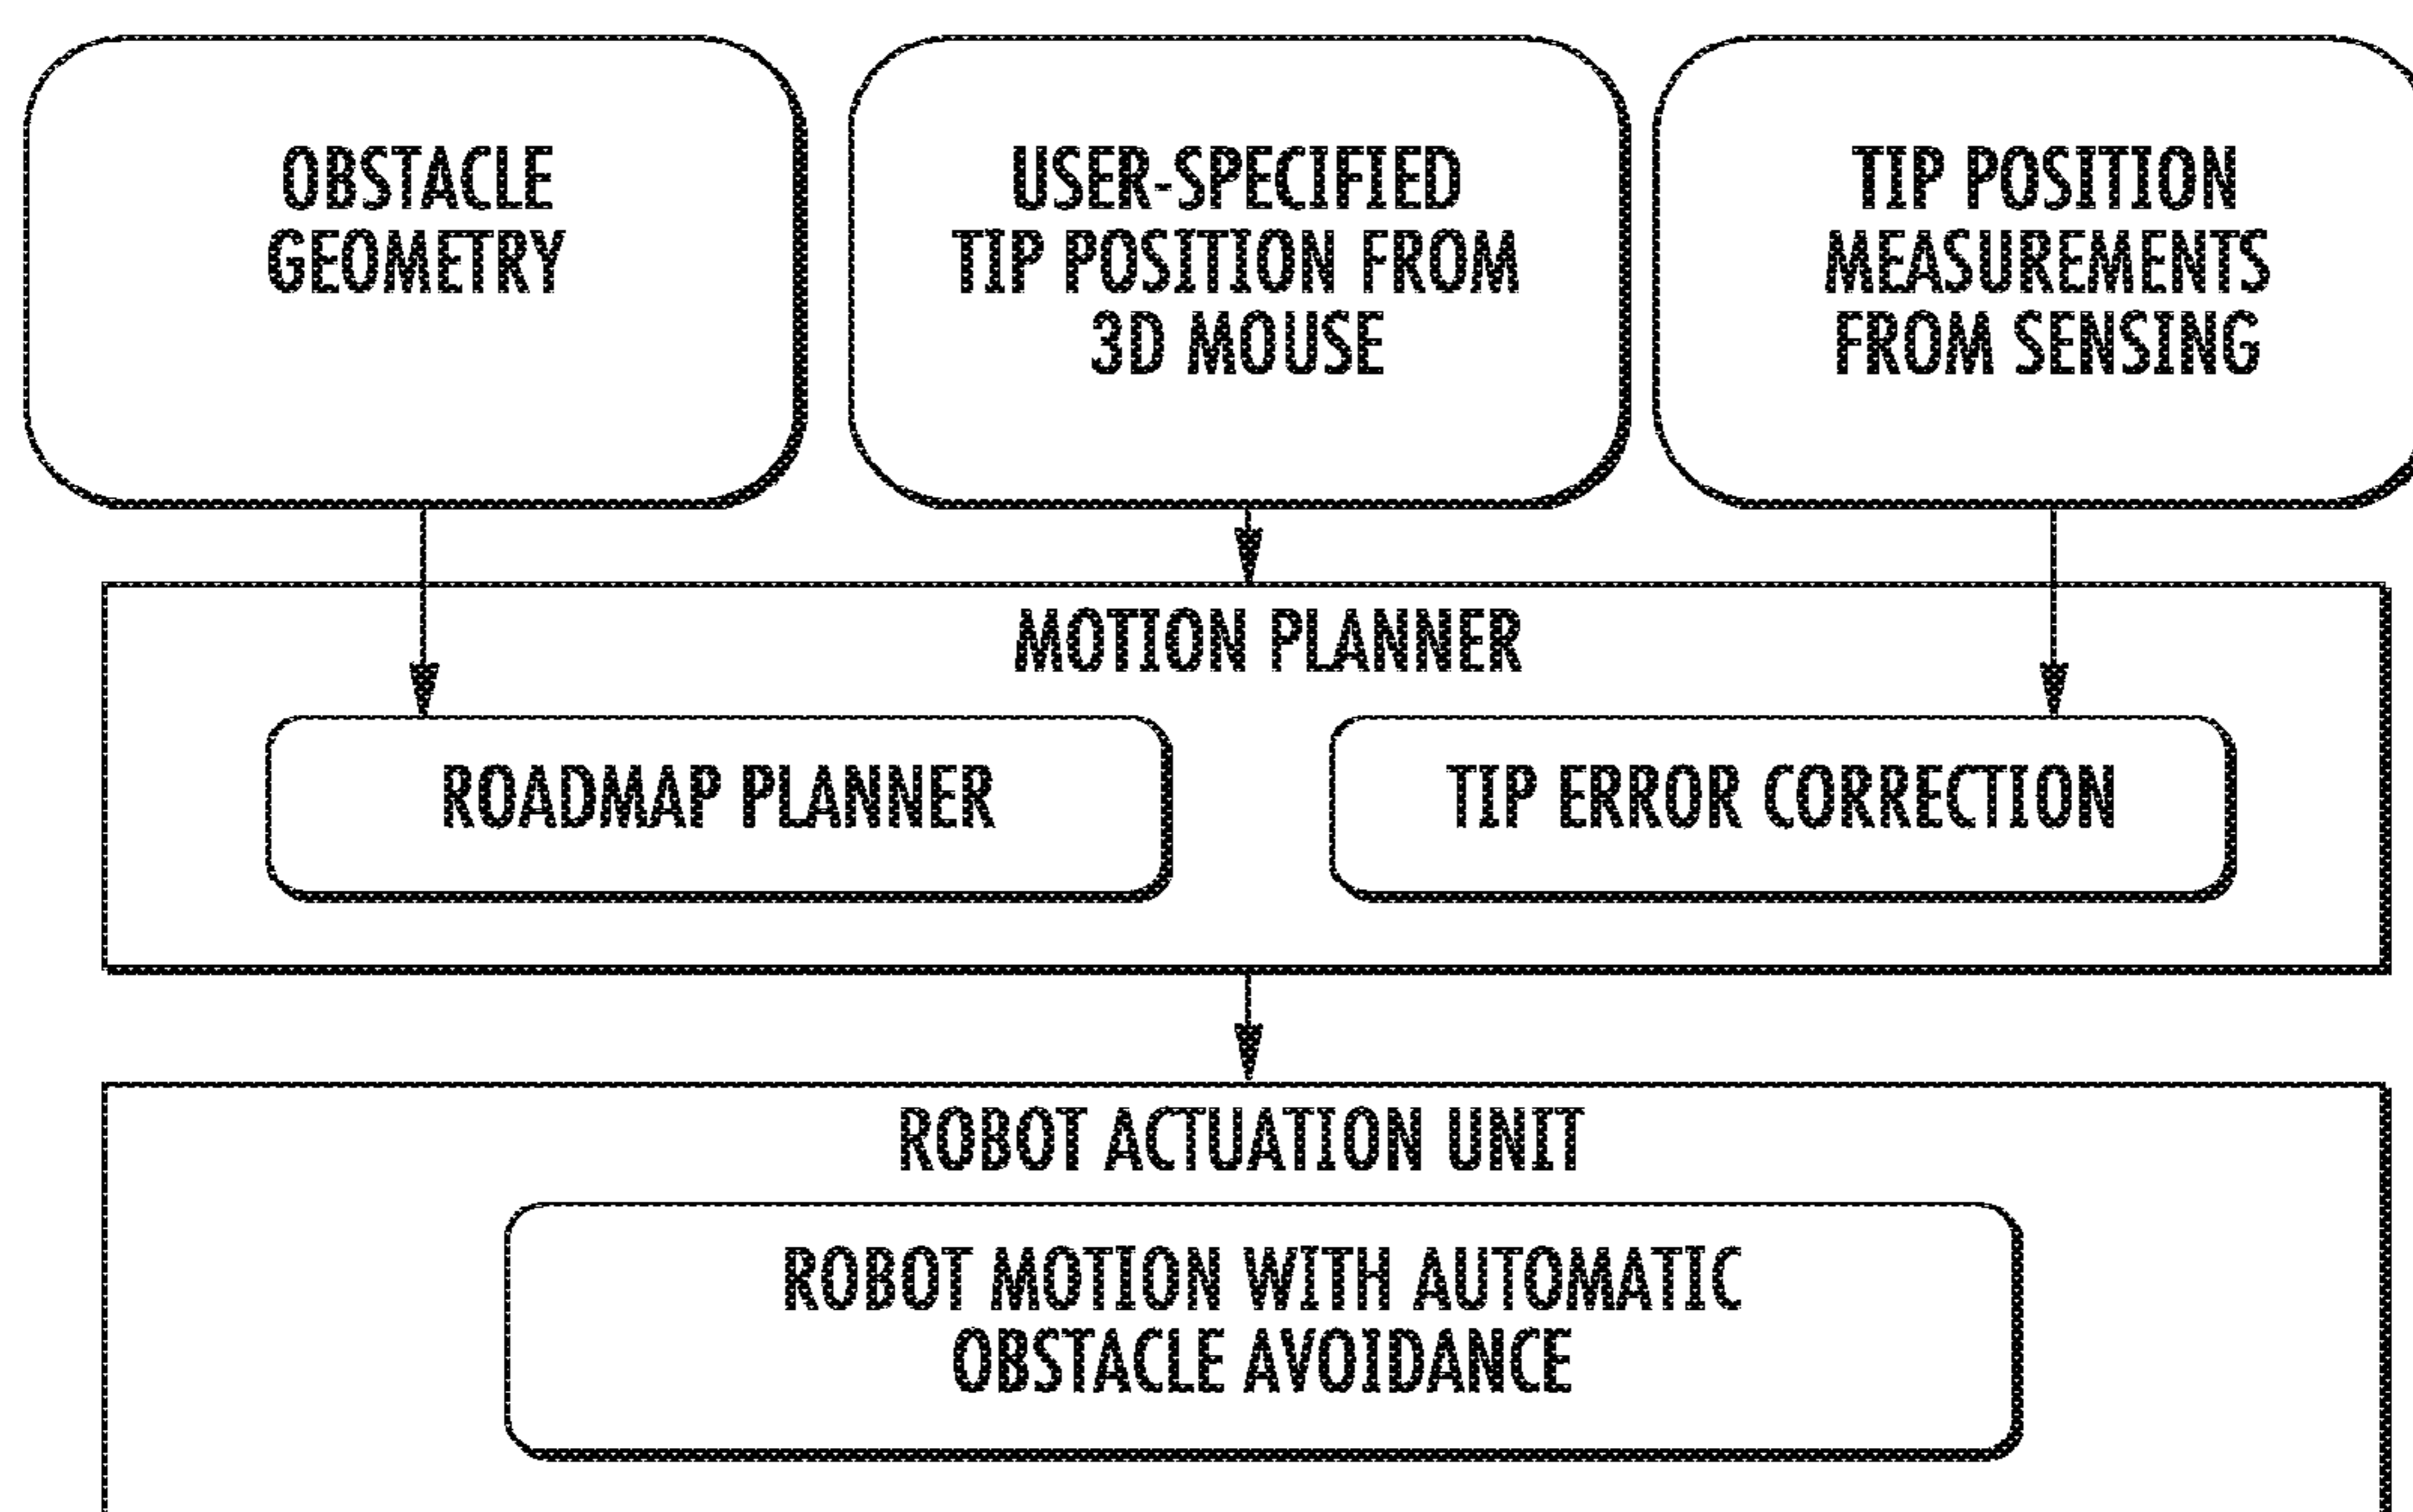 OBSTACLE
GEOMETRY
USER-SPECIFIED
TIP POSITION FROM
3D MOUSE
TIP POSITION
MEASUREMENTS
FROM SENSING
MOTION PLANNER
ROADMAP PLANNER
TIP ERROR CORRECTION
ROBOT ACTUATION UNIT
ROBOT MOTION WITH AUTOMATIC
OBSTACLE AVOIDANCE